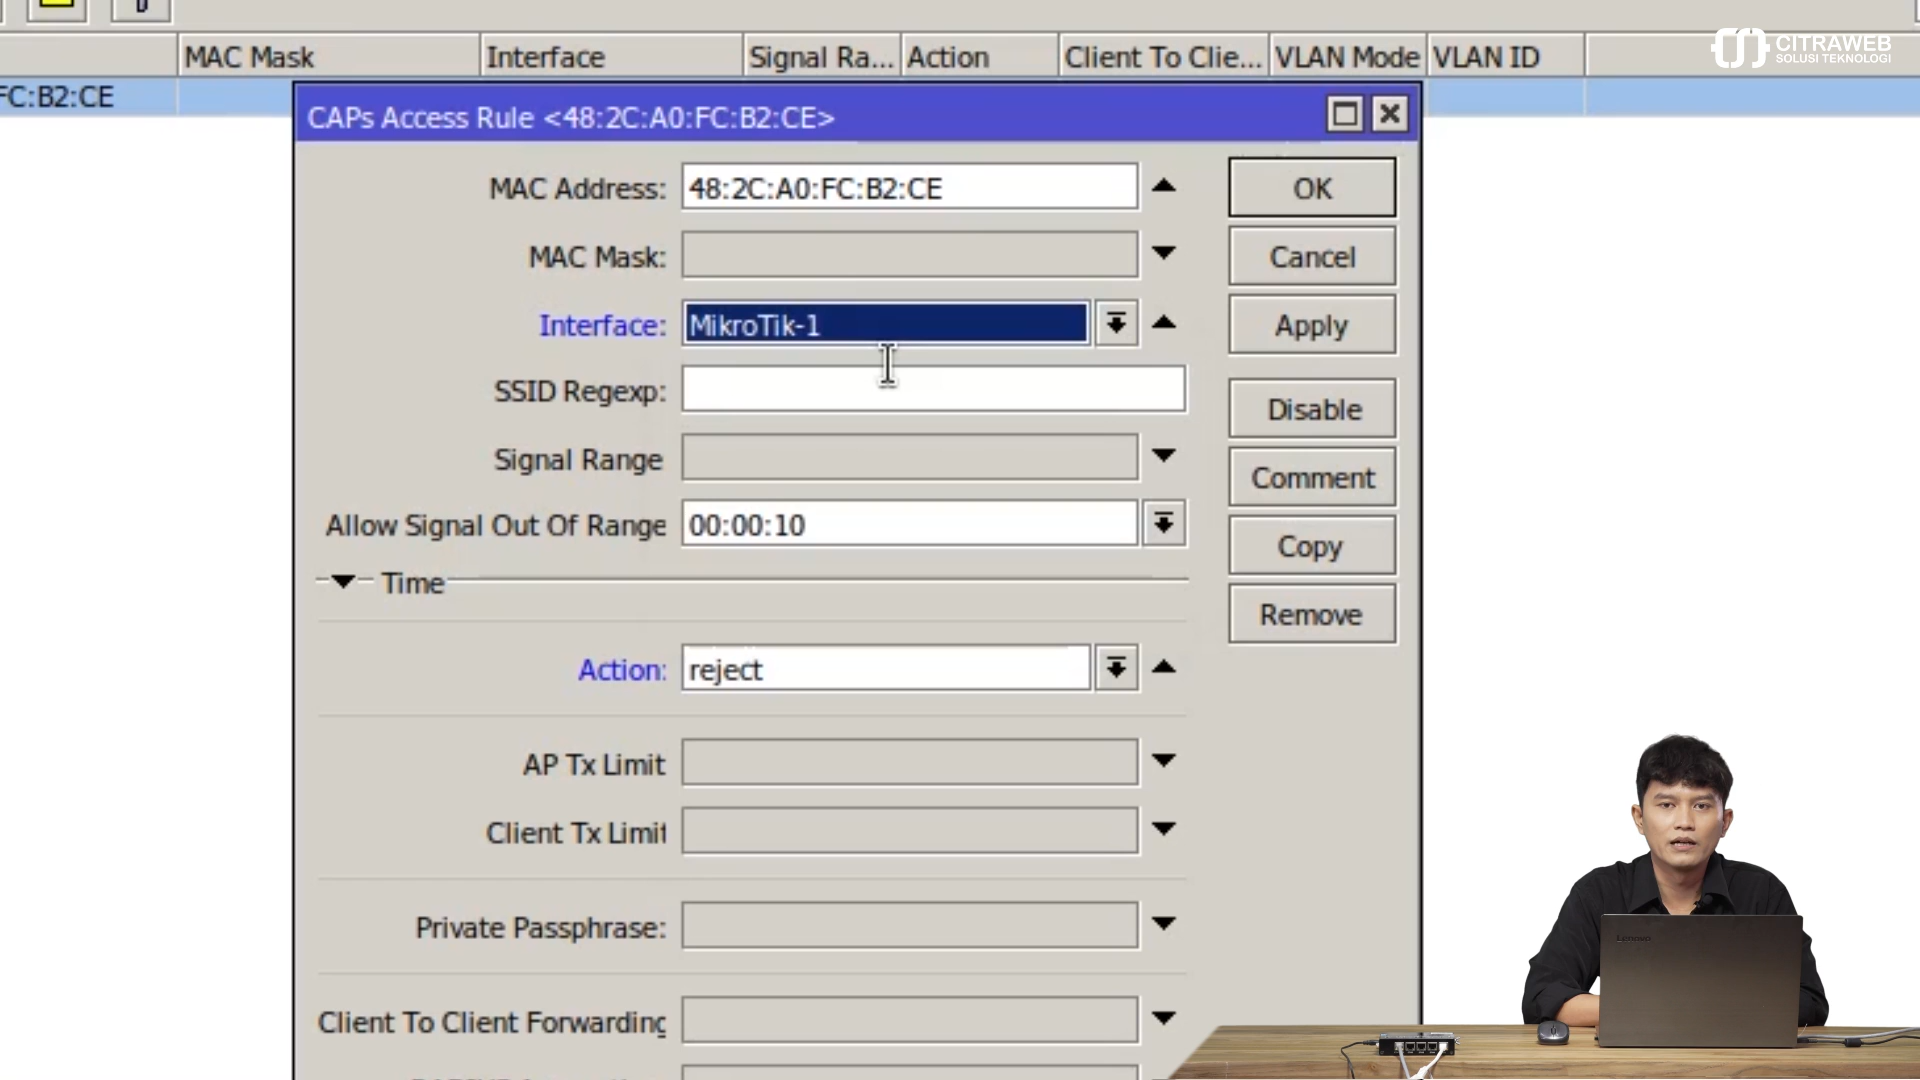 CITRAWEB
SOLUSI TEKNOLOGI
MAC Mask Interface Signal Ra... Action Client To Clie... VLAN Mode VLAN ID
FC:B2:CE
CAPs Access Rule <48:2C:A0:FC:B2:CE>
MAC Address: 48:2C:A0:FC:B2:CE OK
MAC Mask: Cancel
Interface: MikroTik-1 Apply
SSID Regexp:
Disable
Signal Range
Comment
Allow Signal Out Of Range 00:00:10
Copy
Time
Remove
Action: reject
AP Tx Limit
Client Tx Limit
Private Passphrase:
Client To Client Forwarding
Lenovo